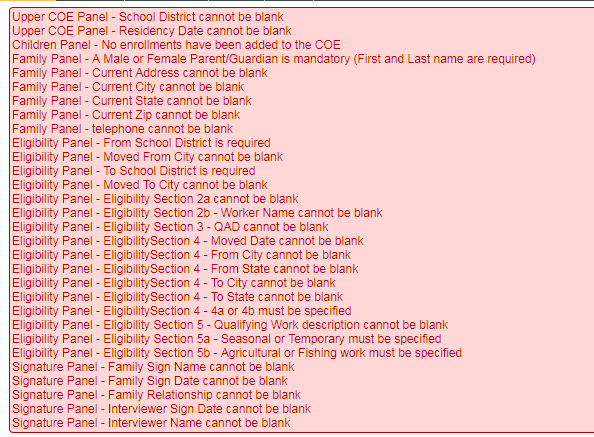 Upper COE Panel - School District cannot be blank
Upper COE Panel - Residency Date cannot be blank
Children Panel - No enrollments have been added to the COE
Family Panel - A Male or Female Parent/Guardian is mandatory (First and Last name are required)
Family Panel - Current Address cannot be blank
Family Panel - Current City cannot be blank
Family Panel - Current State cannot be blank
Family Panel - Current Zip cannot be blank
Family Panel - telephone cannot be blank
Eligibility Panel - From School District is required
Eligibility Panel - Moved From City cannot be blank
Eligibility Panel - To School District is required
Eligibility Panel - Moved To City cannot be blank
Eligibility Panel - Eligibility Section 2a cannot be blank
Eligibility Panel - Eligibility Section 2b - Worker Name cannot be blank
Eligibility Panel - Eligibility Section 3 - QAD cannot be blank
Eligibility Panel - EligibilitySection 4 - Moved Date cannot be blank
Eligibility Panel - EligibilitySection 4 - From City cannot be blank
Eligibility Panel - EligibilitySection 4 - From State cannot be blank
Eligibility Panel - EligibilitySection 4 - To City cannot be blank
Eligibility Panel - EligibilitySection 4 - To State cannot be blank
Eligibility Panel - EligibilitySection 4 - 4a or 4b must be specified
Eligibility Panel - Eligibility Section 5 - Qualifying Work description cannot be blank
Eligibility Panel - Eligibility Section 5a - Seasonal or Temporary must be specified
Eligibility Panel - Eligibility Section 5b - Agricultural or Fishing work must be specified
Signature Panel - Family Sign Name cannot be blank
Signature Panel - Family Sign Date cannot be blank
Signature Panel - Family Relationship cannot be blank
Signature Panel - Interviewer Sign Date cannot be blank
Signature Panel - Interviewer Name cannot be blank